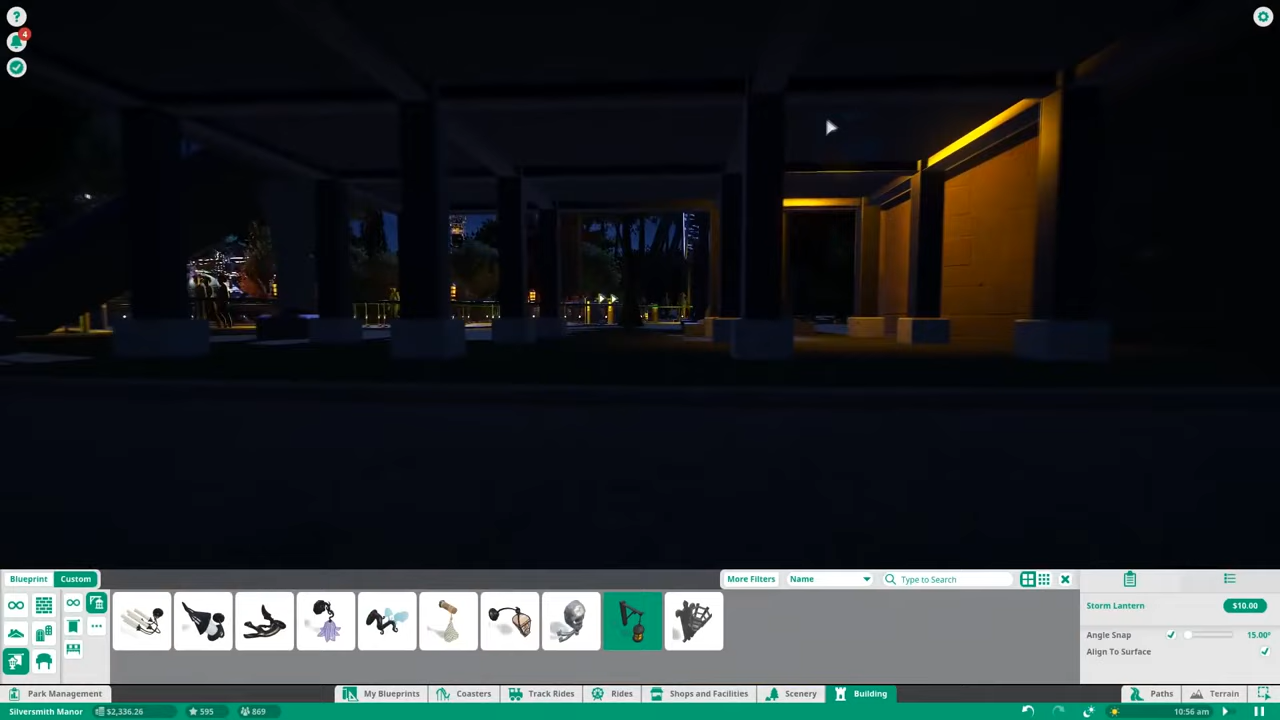 ?
4
Blueprint
Custom
More Filters
Name
Type to Search
Storm Lantern
$10.00
Angle Snap
15.00°
Align To Surface
Park Management
My Blueprints
Coasters
Track Rides
Rides
Shops and Facilities
Scenery
Building
Paths
Terrain
Silversmith Manor
$2,336.26
595
869
10:56 am